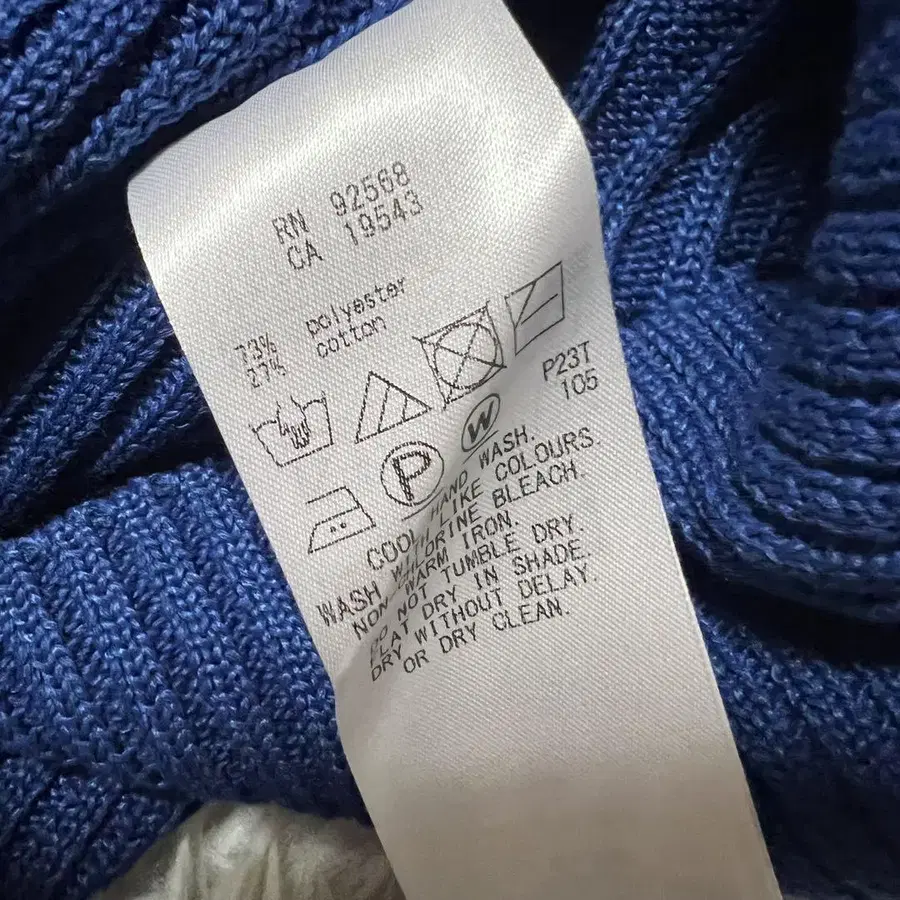 RN 92568
CA 19543
73% polyester
27% cotton
P23T
105
P
W
COOL HAND WASH.
WASH WITH LIKE COLOURS.
NON-CHLORINE BLEACH.
WARM IRON.
DO NOT TUMBLE DRY.
FLAT DRY IN SHADE.
DRY WITHOUT DELAY.
OR DRY CLEAN.